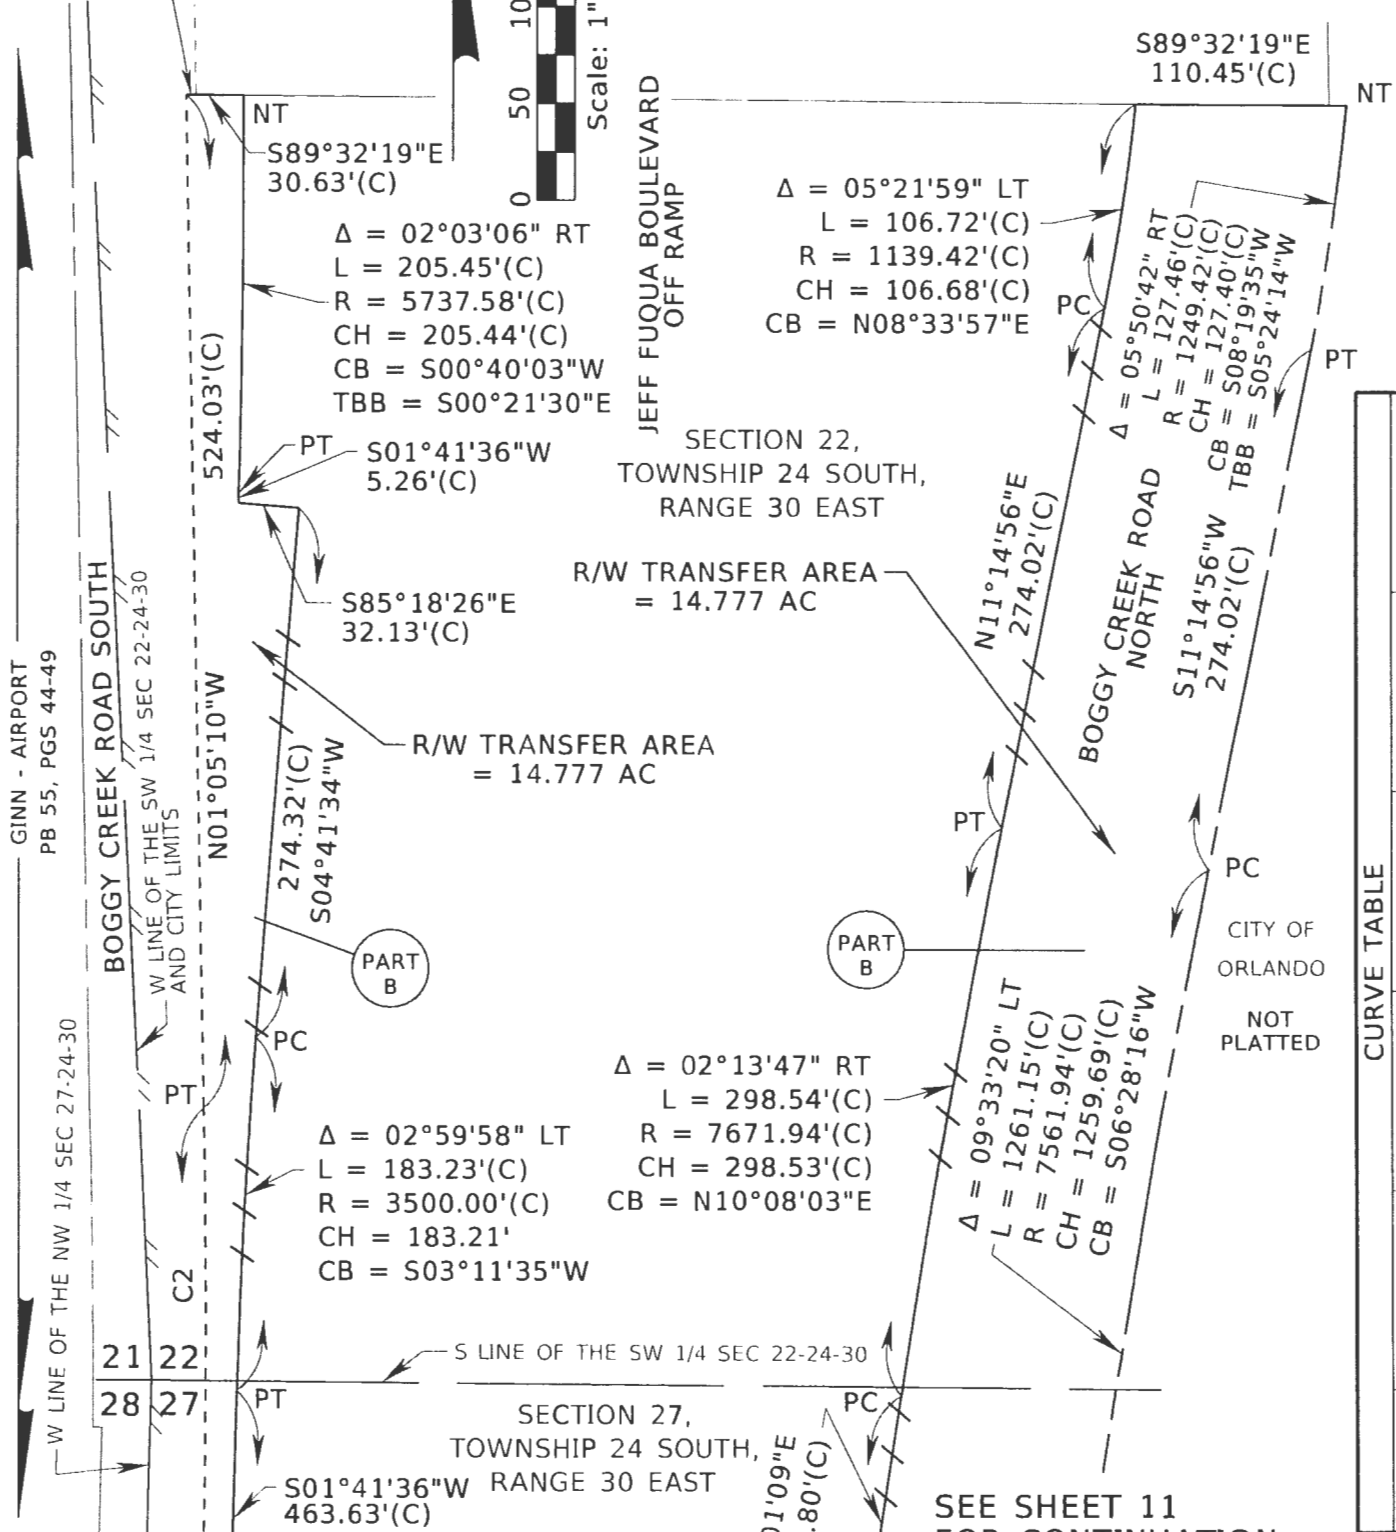 S89°32'19"E
110.45'(C)
NT
10
50
0
Scale: 1"
NT
S89°32'19"E
30.63'(C)
JEFF FUQUA BOULEVARD
OFF RAMP
Δ = 05°21'59" LT
L = 106.72'(C)
R = 1139.42'(C)
CH = 106.68'(C)
CB = N08°33'57"E
Δ = 02°03'06" RT
L = 205.45'(C)
R = 5737.58'(C)
CH = 205.44'(C)
CB = S00°40'03"W
TBB = S00°21'30"E
PC
Δ = 05°50'42" RT
L = 127.46'(C)
R = 1249.42'(C)
CH = 127.40'(C)
CB = S08°19'35"W
TBB = S05°24'14"W
PT
524.03'(C)
N01°05'10"W
PT
S01°41'36"W
5.26'(C)
SECTION 22,
TOWNSHIP 24 SOUTH,
RANGE 30 EAST
N11°14'56"E
274.02'(C)
BOGGY CREEK ROAD
NORTH
S11°14'56"W
274.02'(C)
R/W TRANSFER AREA
= 14.777 AC
S85°18'26"E
32.13'(C)
GINN - AIRPORT
PB 55, PGS 44-49
BOGGY CREEK ROAD SOUTH
W LINE OF THE SW 1/4 SEC 22-24-30
AND CITY LIMITS
R/W TRANSFER AREA
= 14.777 AC
274.32'(C)
S04°41'34"W
PT
PC
PART
B
PART
B
CITY OF
ORLANDO
NOT
PLATTED
CURVE TABLE
PC
PT
W LINE OF THE NW 1/4 SEC 27-24-30
Δ = 02°13'47" RT
L = 298.54'(C)
R = 7671.94'(C)
CH = 298.53'(C)
CB = N10°08'03"E
Δ = 09°33'20" LT
L = 1261.15'(C)
R = 7561.94'(C)
CH = 1259.69'(C)
CB = S06°28'16"W
Δ = 02°59'58" LT
L = 183.23'(C)
R = 3500.00'(C)
CH = 183.21'
CB = S03°11'35"W
C2
21 22
28 27
S LINE OF THE SW 1/4 SEC 22-24-30
PT
PC
SECTION 27,
TOWNSHIP 24 SOUTH,
RANGE 30 EAST
S01°41'36"W
463.63'(C)
01'09"E
.80'(C)
SEE SHEET 11
FOR CONTINUATION